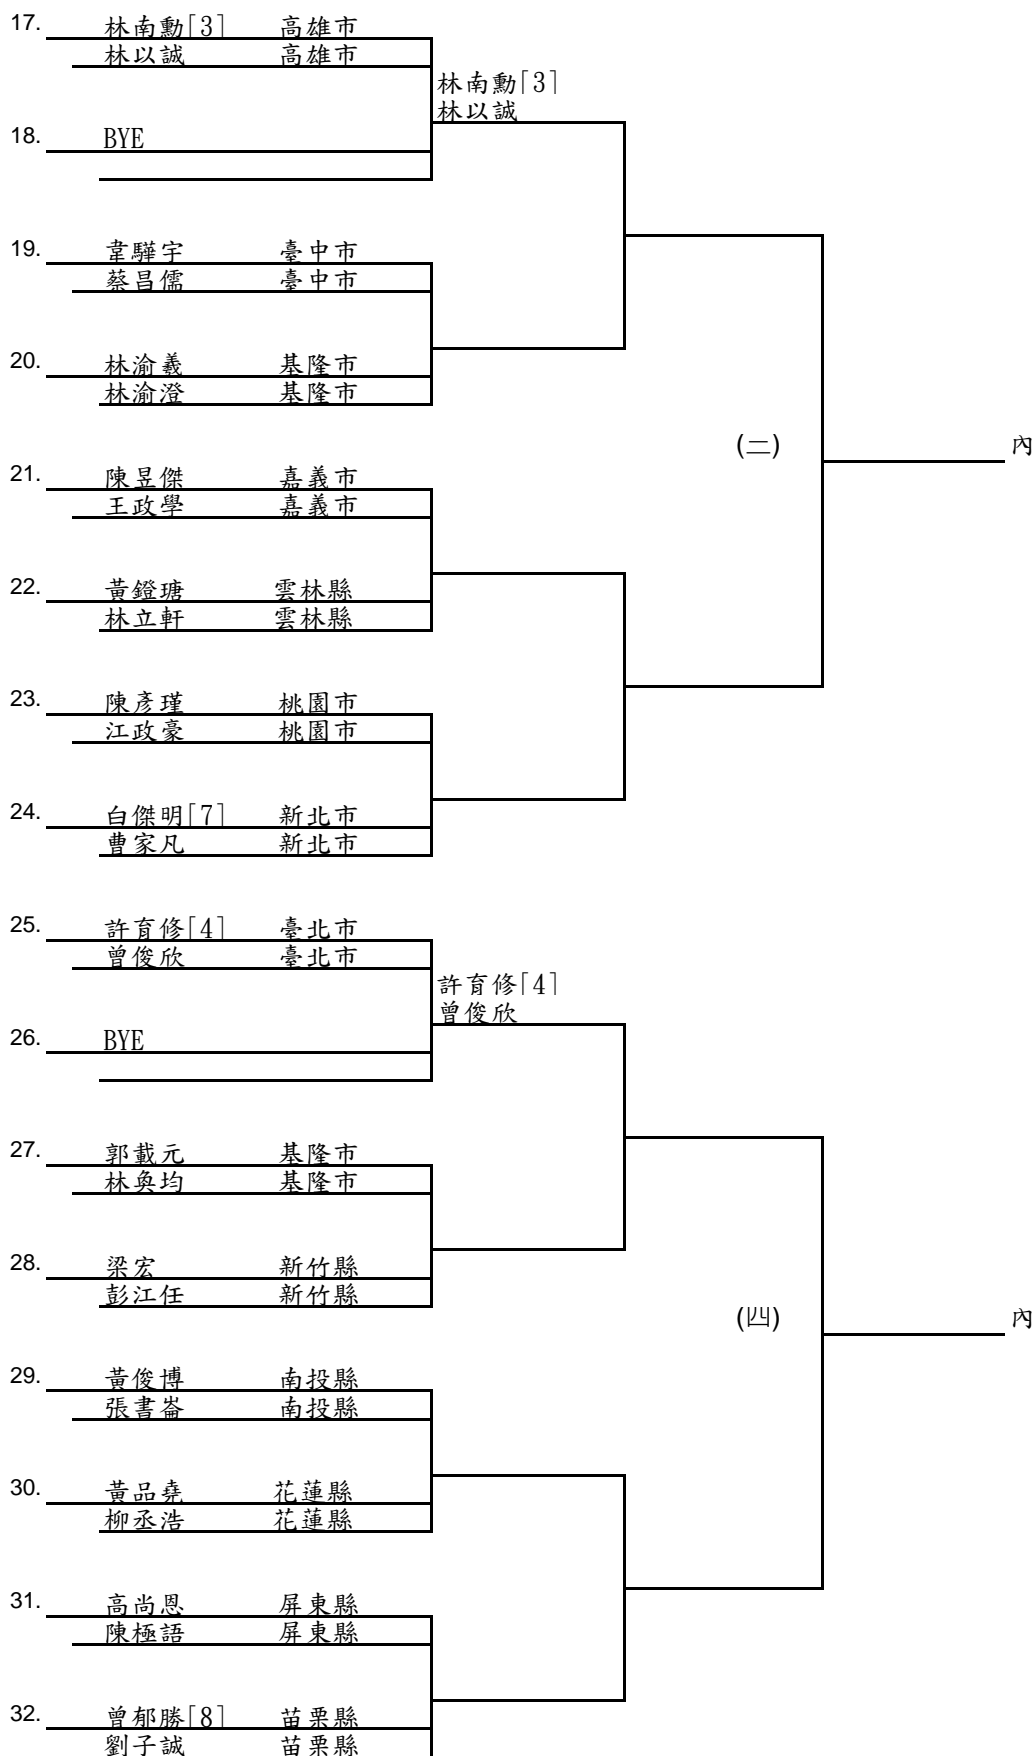 17. 林南勳[3] 高雄市
林以誠 高雄市
林南勳[3]
林以誠
18. BYE
19. 韋驊宇 臺中市
蔡昌儒 臺中市
20. 林渝羲 基隆市
林渝澄 基隆市
(二) 內
21. 陳昱傑 嘉義市
王政學 嘉義市
22. 黃鐙瑭 雲林縣
林立軒 雲林縣
23. 陳彥瑾 桃園市
江政豪 桃園市
24. 白傑明[7] 新北市
曹家凡 新北市
25. 許育修[4] 臺北市
曾俊欣 臺北市
許育修[4]
曾俊欣
26. BYE
27. 郭載元 基隆市
林奐均 基隆市
28. 梁宏 新竹縣
彭江任 新竹縣
(四) 內
29. 黃俊博 南投縣
張書崙 南投縣
30. 黃品堯 花蓮縣
柳丞浩 花蓮縣
31. 高尚恩 屏東縣
陳極語 屏東縣
32. 曾郁勝[8] 苗栗縣
劉子誠 苗栗縣